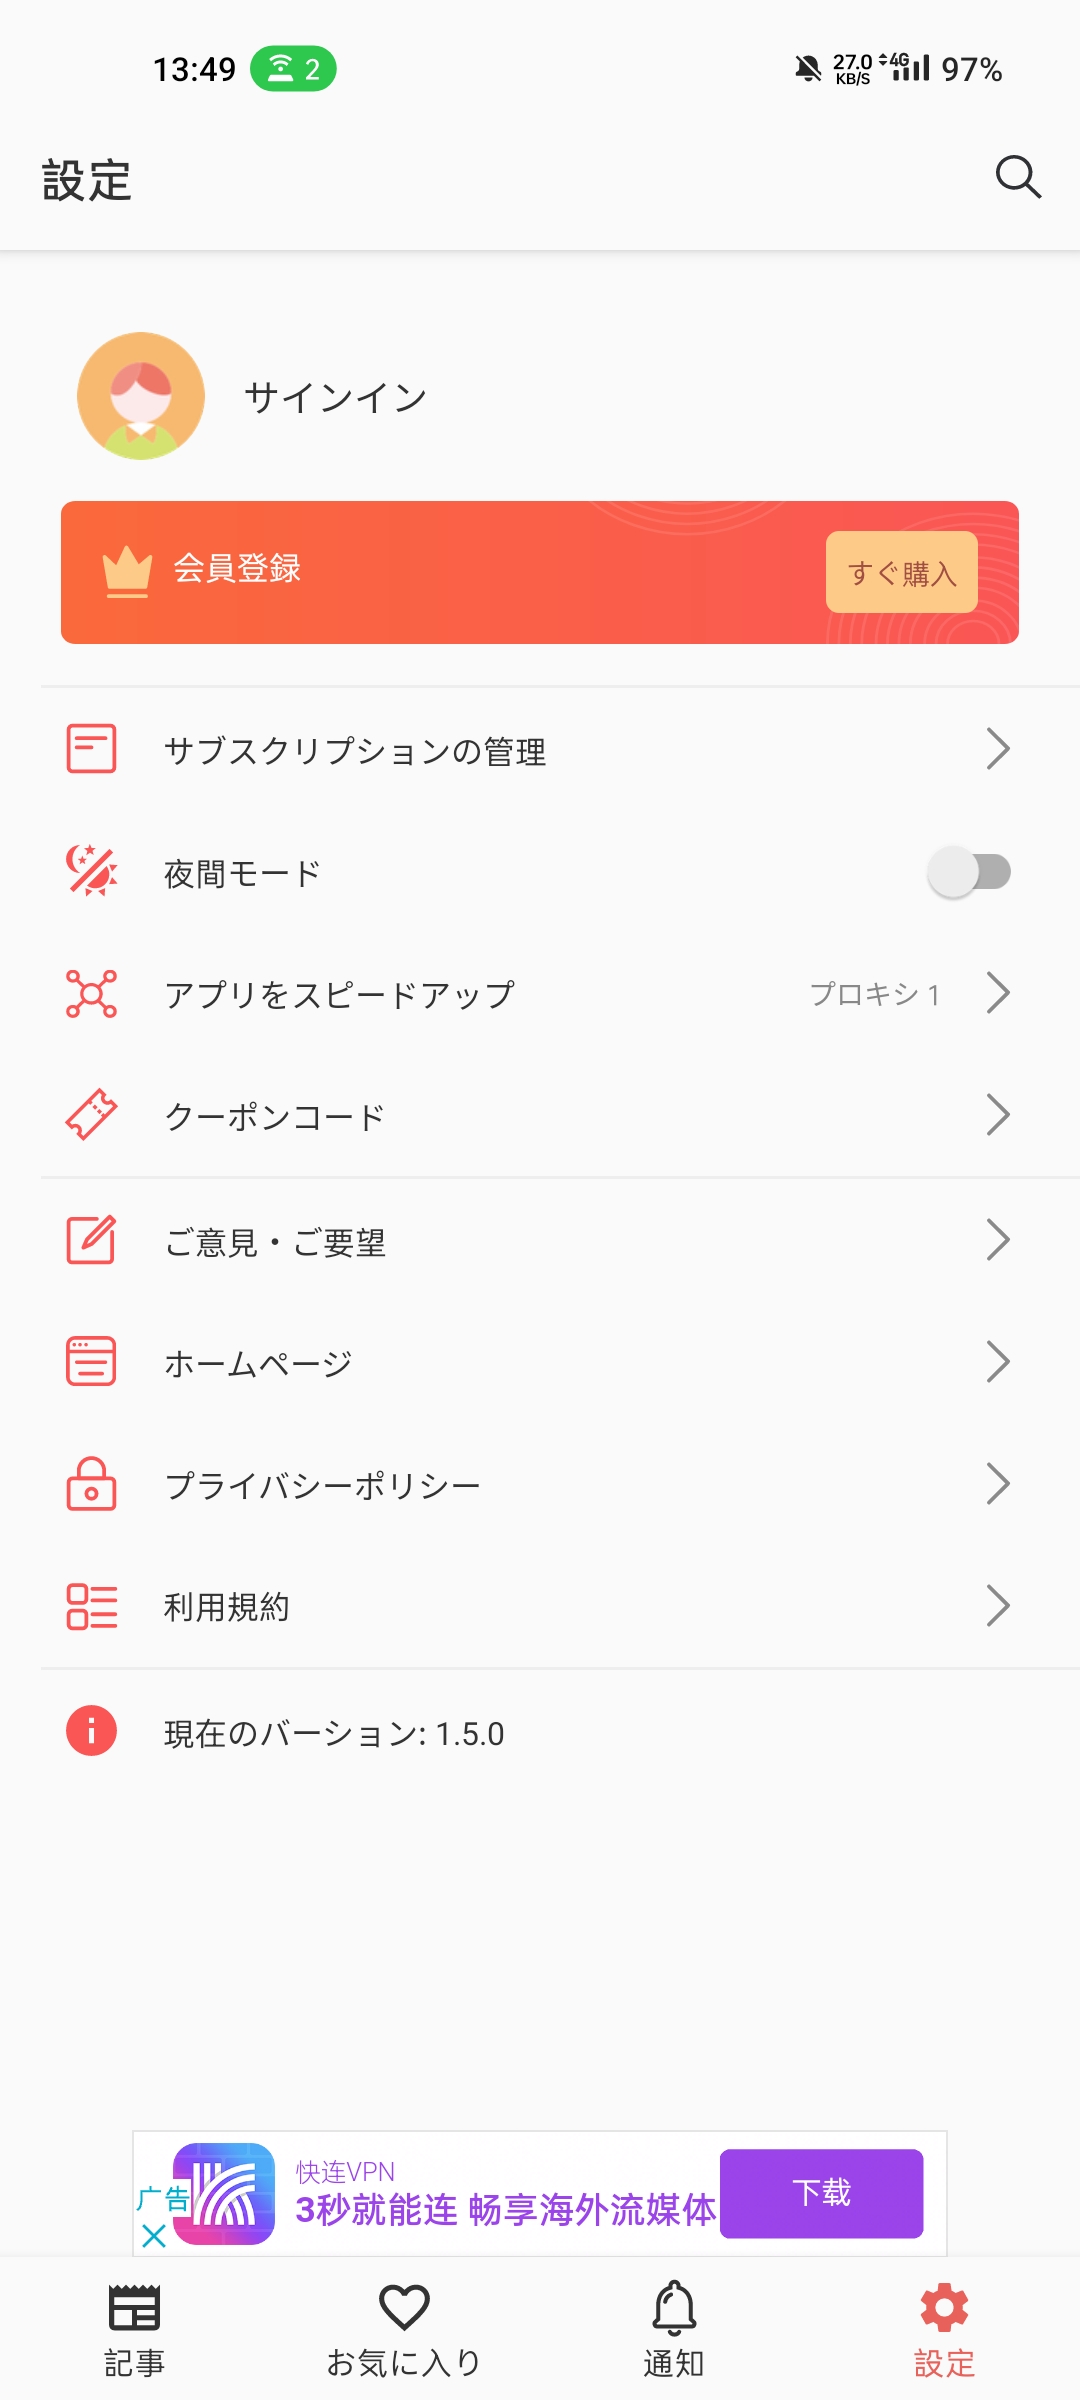 13:49
2
27.0
KB/S
4G
97%
設定
サインイン
会員登録
すぐ購入
サブスクリプションの管理
夜間モード
アプリをスピードアップ
プロキシ 1
クーポンコード
ご意見・ご要望
ホームページ
プライバシーポリシー
利用規約
現在のバージョン: 1.5.0
广告
快连VPN
3秒就能连 畅享海外流媒体
下载
記事
お気に入り
通知
設定